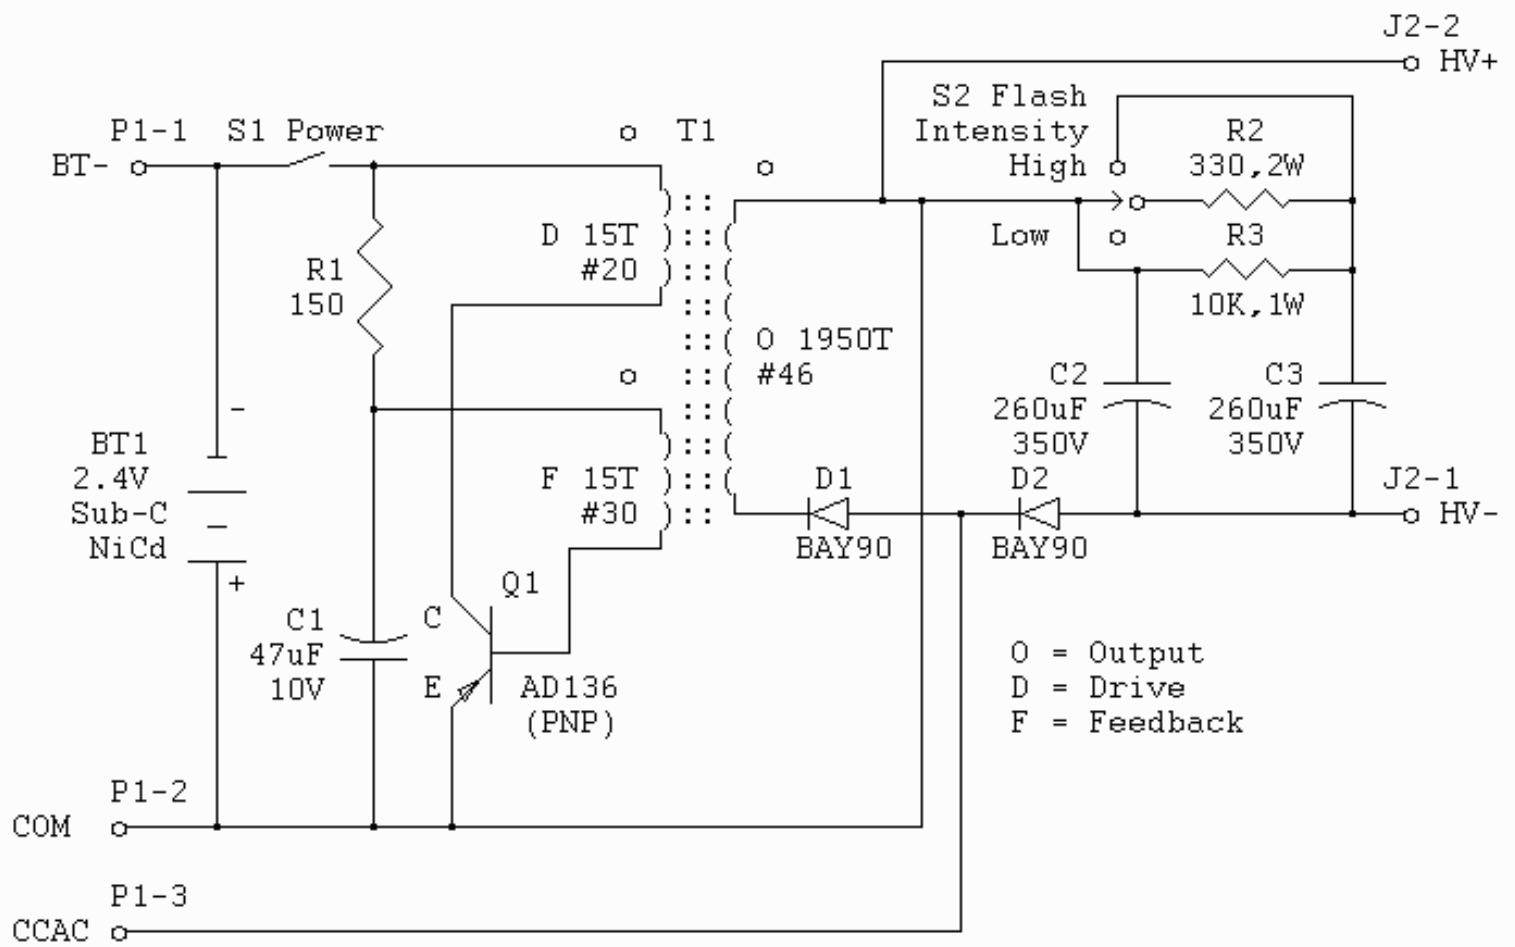 J2-2
HV+
S2 Flash
Intensity
High
Low
P1-1
S1 Power
BT-
T1
R2
330,2W
D 15T
#20
R3
10K,1W
R1
150
O 1950T
#46
C2
260uF
350V
C3
260uF
350V
-
BT1
2.4V
Sub-C
NiCd
-
+
F 15T
#30
D1
BAY90
D2
BAY90
J2-1
HV-
Q1
C
E
AD136
(PNP)
C1
47uF
10V
O = Output
D = Drive
F = Feedback
P1-2
COM
P1-3
CCAC